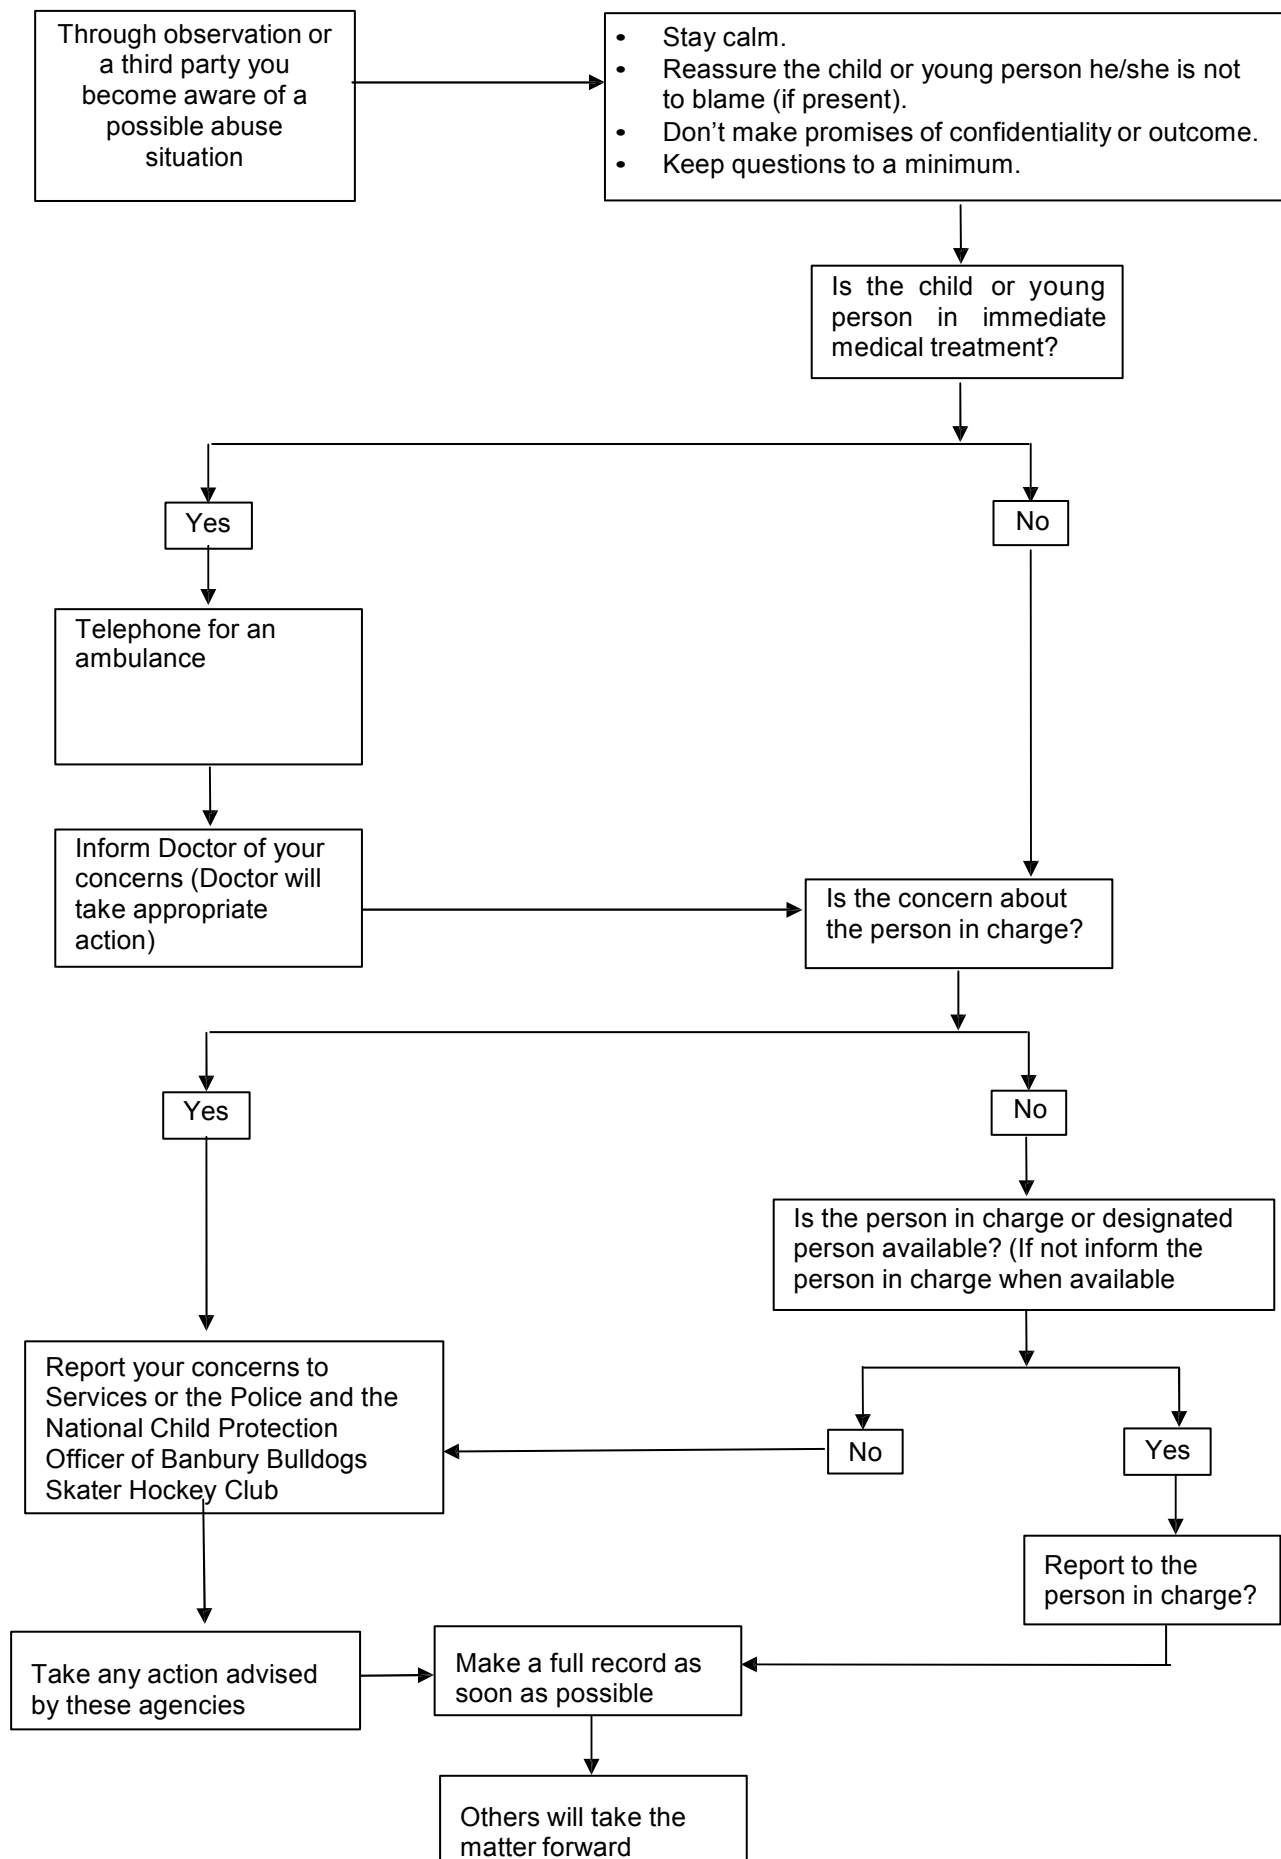 Through observation or
a third party you
become aware of a
possible abuse
situation
• Stay calm.
• Reassure the child or young person he/she is not
to blame (if present).
• Don’t make promises of confidentiality or outcome.
• Keep questions to a minimum.
Is the child or young
person in immediate
medical treatment?
Yes
No
Telephone for an
ambulance
Inform Doctor of your
concerns (Doctor will
take appropriate
action)
Is the concern about
the person in charge?
Yes
No
Is the person in charge or designated
person available? (If not inform the
person in charge when available
Report your concerns to
Services or the Police and the
National Child Protection
Officer of Banbury Bulldogs
Skater Hockey Club
No
Yes
Report to the
person in charge?
Take any action advised
by these agencies
Make a full record as
soon as possible
Others will take the
matter forward